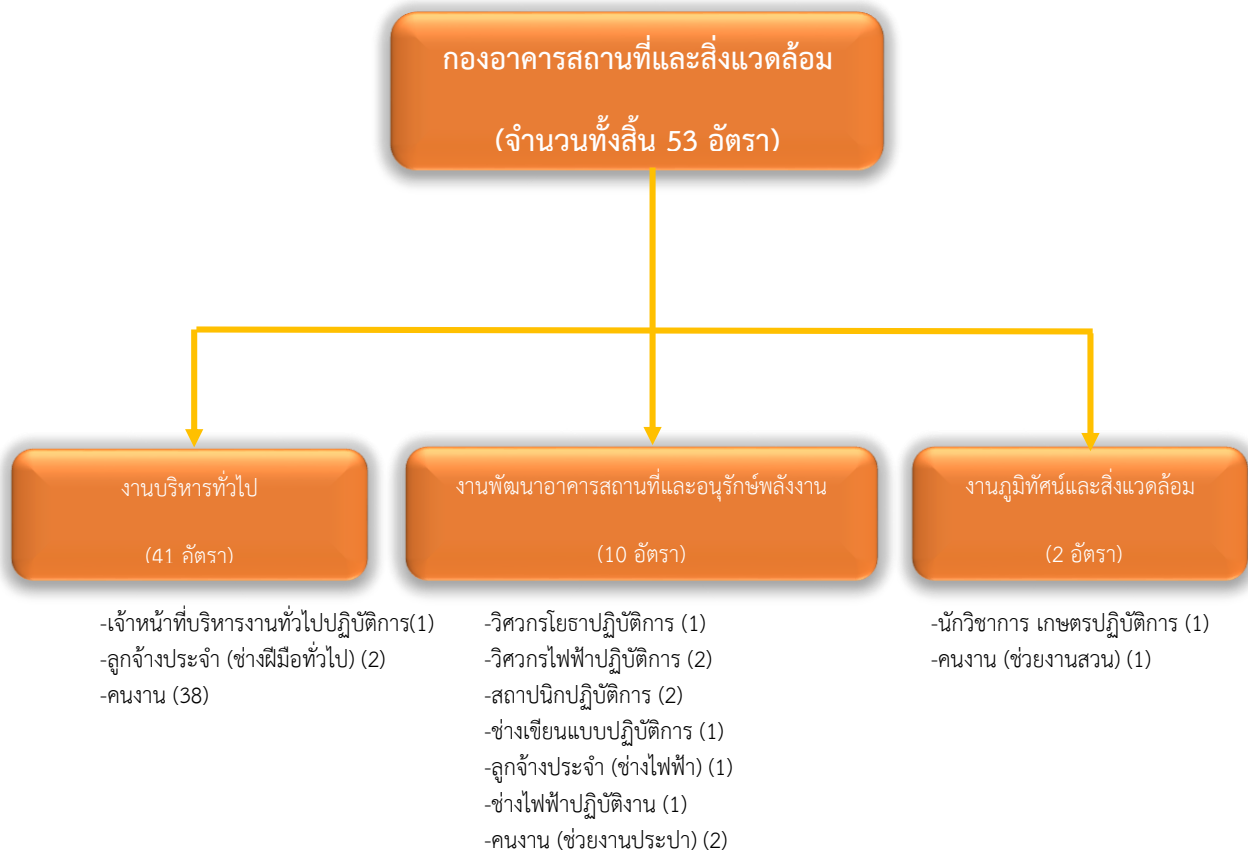 กองอาคารสถานที่และสิ่งแวดล้อม
(จำนวนทั้งสิ้น 53 อัตรา)
งานบริหารทั่วไป
(41 อัตรา)
-เจ้าหน้าที่บริหารงานทั่วไปปฏิบัติการ(1)
-ลูกจ้างประจำ (ช่างฝีมือทั่วไป) (2)
-คนงาน (38)
งานพัฒนาอาคารสถานที่และอนุรักษ์พลังงาน
(10 อัตรา)
-วิศวกรโยธาปฏิบัติการ (1)
-วิศวกรไฟฟ้าปฏิบัติการ (2)
-สถาปนิกปฏิบัติการ (2)
-ช่างเขียนแบบปฏิบัติการ (1)
-ลูกจ้างประจำ (ช่างไฟฟ้า) (1)
-ช่างไฟฟ้าปฏิบัติงาน (1)
-คนงาน (ช่วยงานประปา) (2)
งานภูมิทัศน์และสิ่งแวดล้อม
(2 อัตรา)
-นักวิชาการ เกษตรปฏิบัติการ (1)
-คนงาน (ช่วยงานสวน) (1)